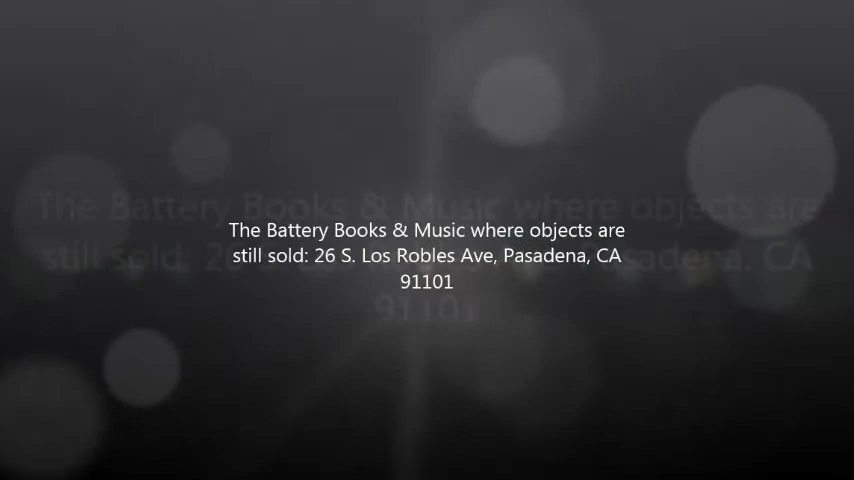 The Battery Books & Music where objects are
still sold: 26 S. Los Robles Ave, Pasadena, CA
91101